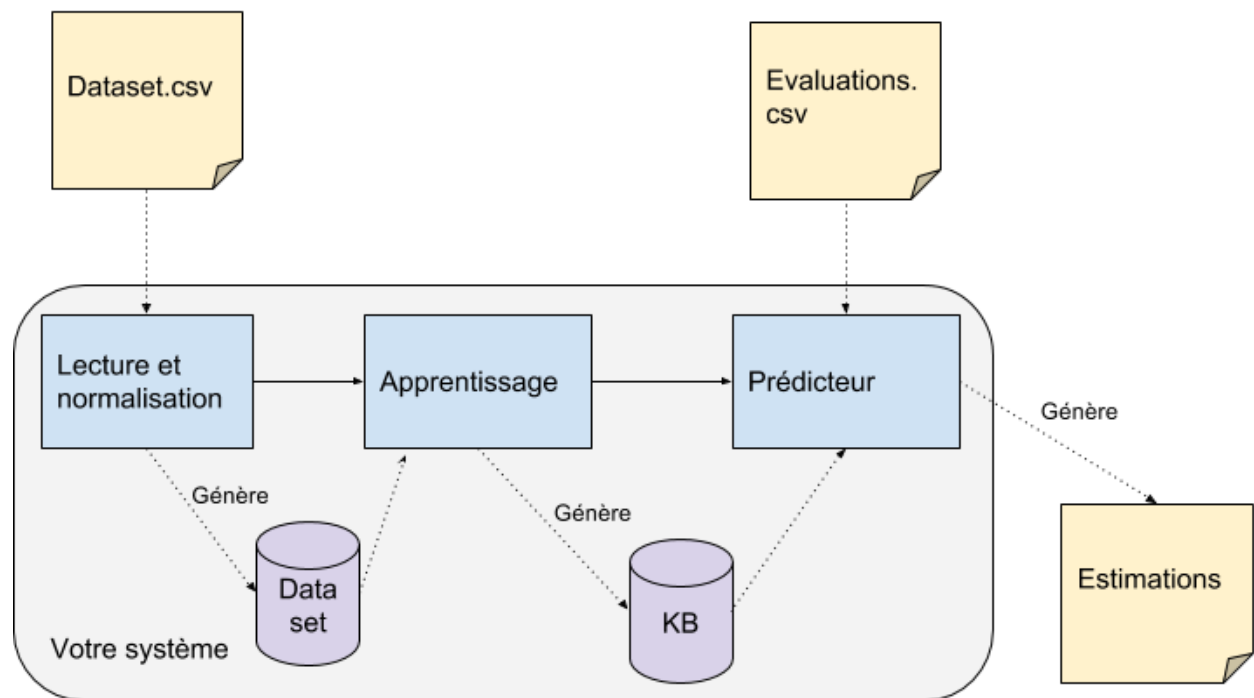 Dataset.csv
Evaluations.
csv
Lecture et
normalisation
Apprentissage
Prédicteur
Génère
Génère
Génère
Data
set
KB
Estimations
Votre système